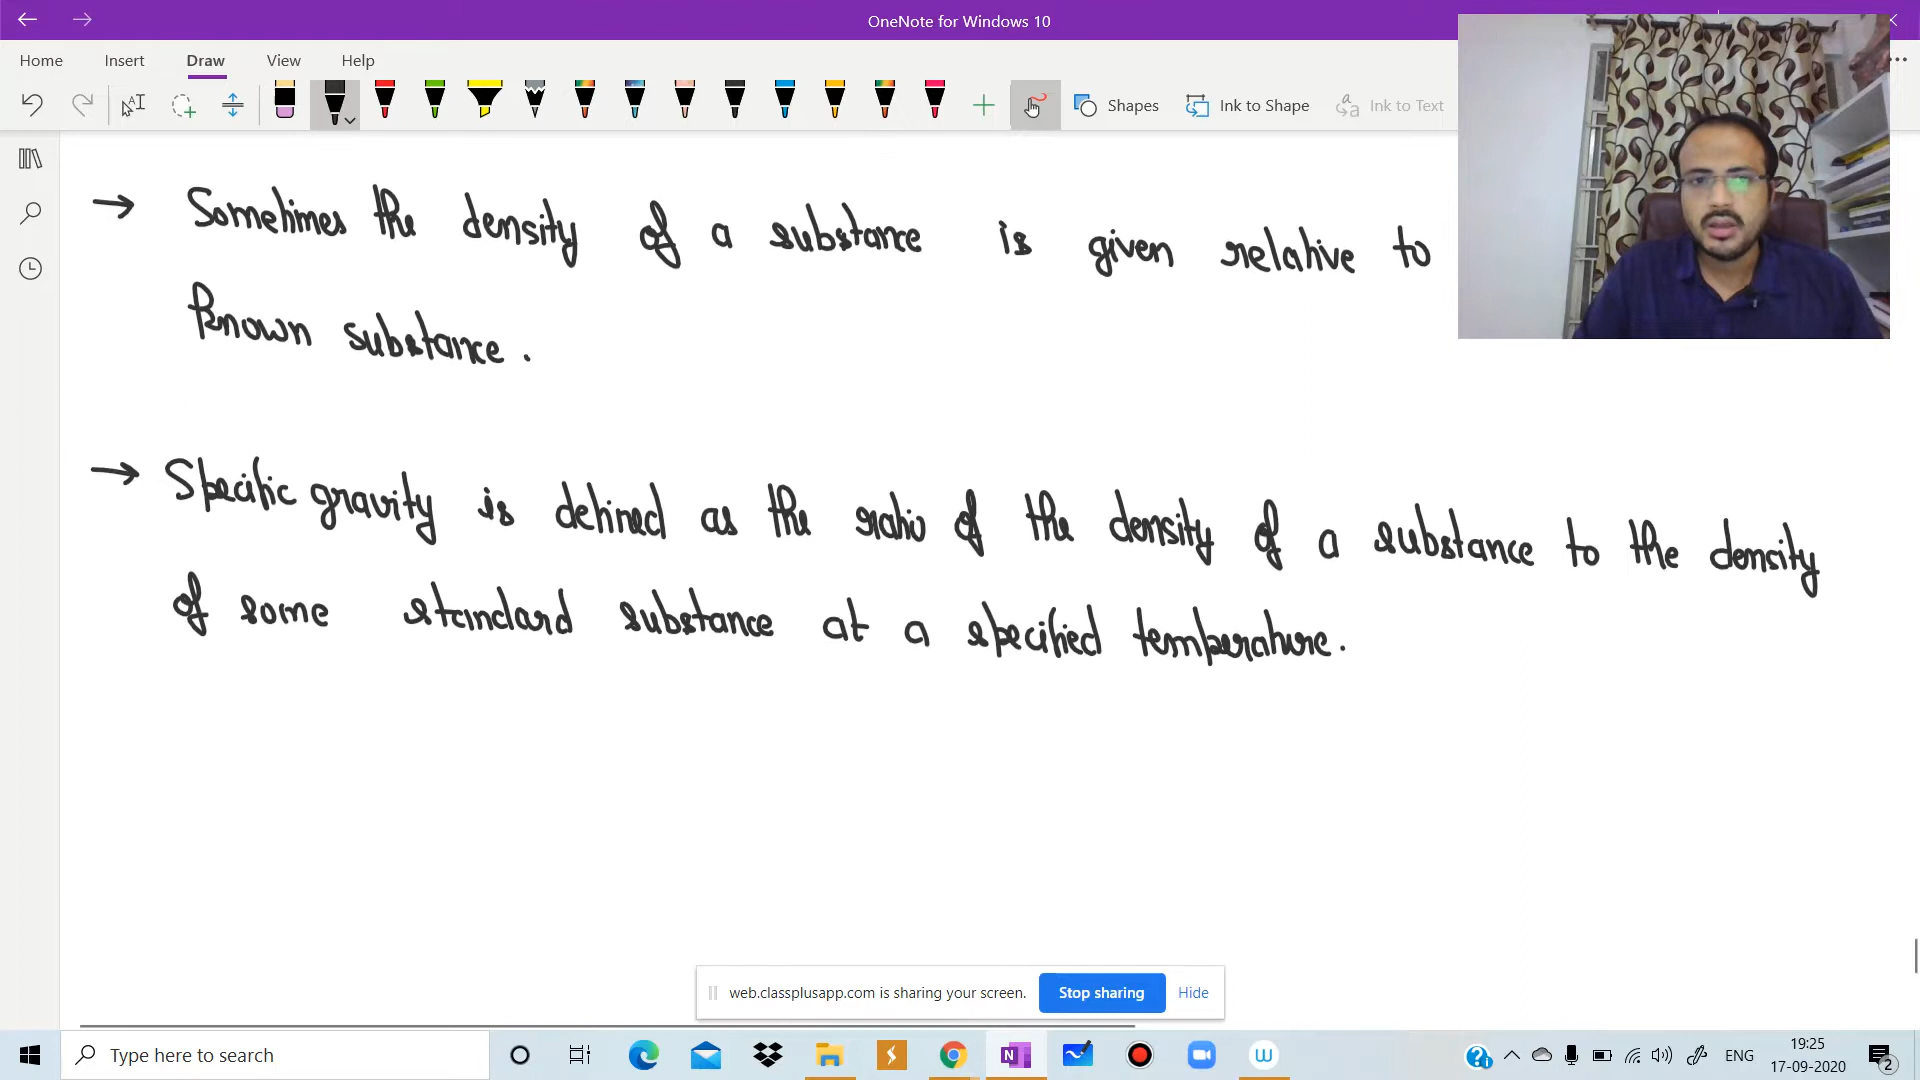 OneNote for Windows 10
Home Insert Draw View Help
Shapes Ink to Shape Ink to Text
→ Sometimes the density of a substance is given relative to
known substance.
→ Specific gravity is defined as the ratio of the density of a substance to the density
of some standard substance at a specified temperature.
web.classplusapp.com is sharing your screen. Stop sharing Hide
Type here to search
ENG
19:25
17-09-2020
2